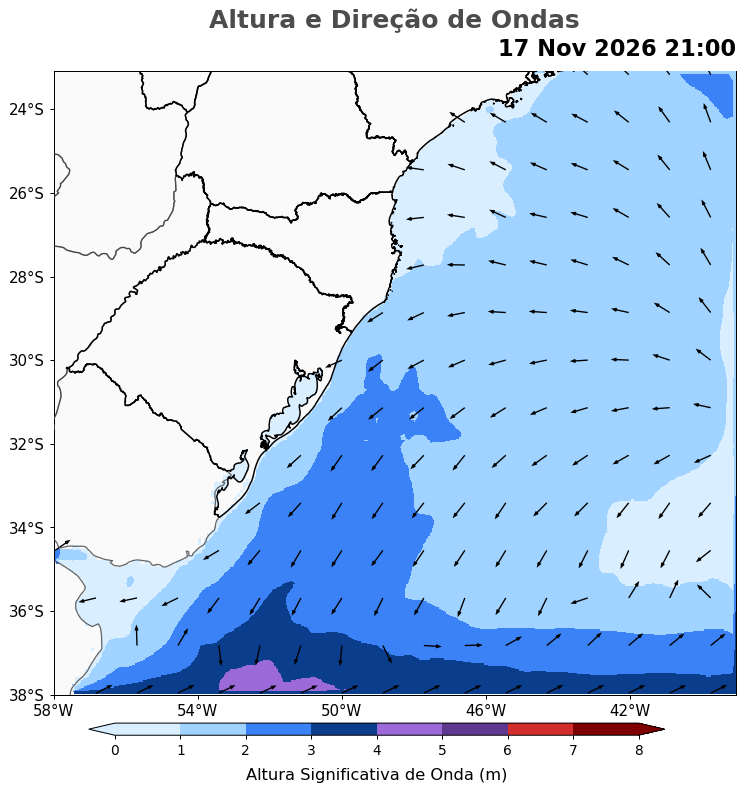 Altura e Direção de Ondas
17 Nov 2026 21:00
24°S
26°S
28°S
30°S
32°S
34°S
36°S
38°S
58°W 54°W 50°W 46°W 42°W
0 1 2 3 4 5 6 7 8
Altura Significativa de Onda (m)